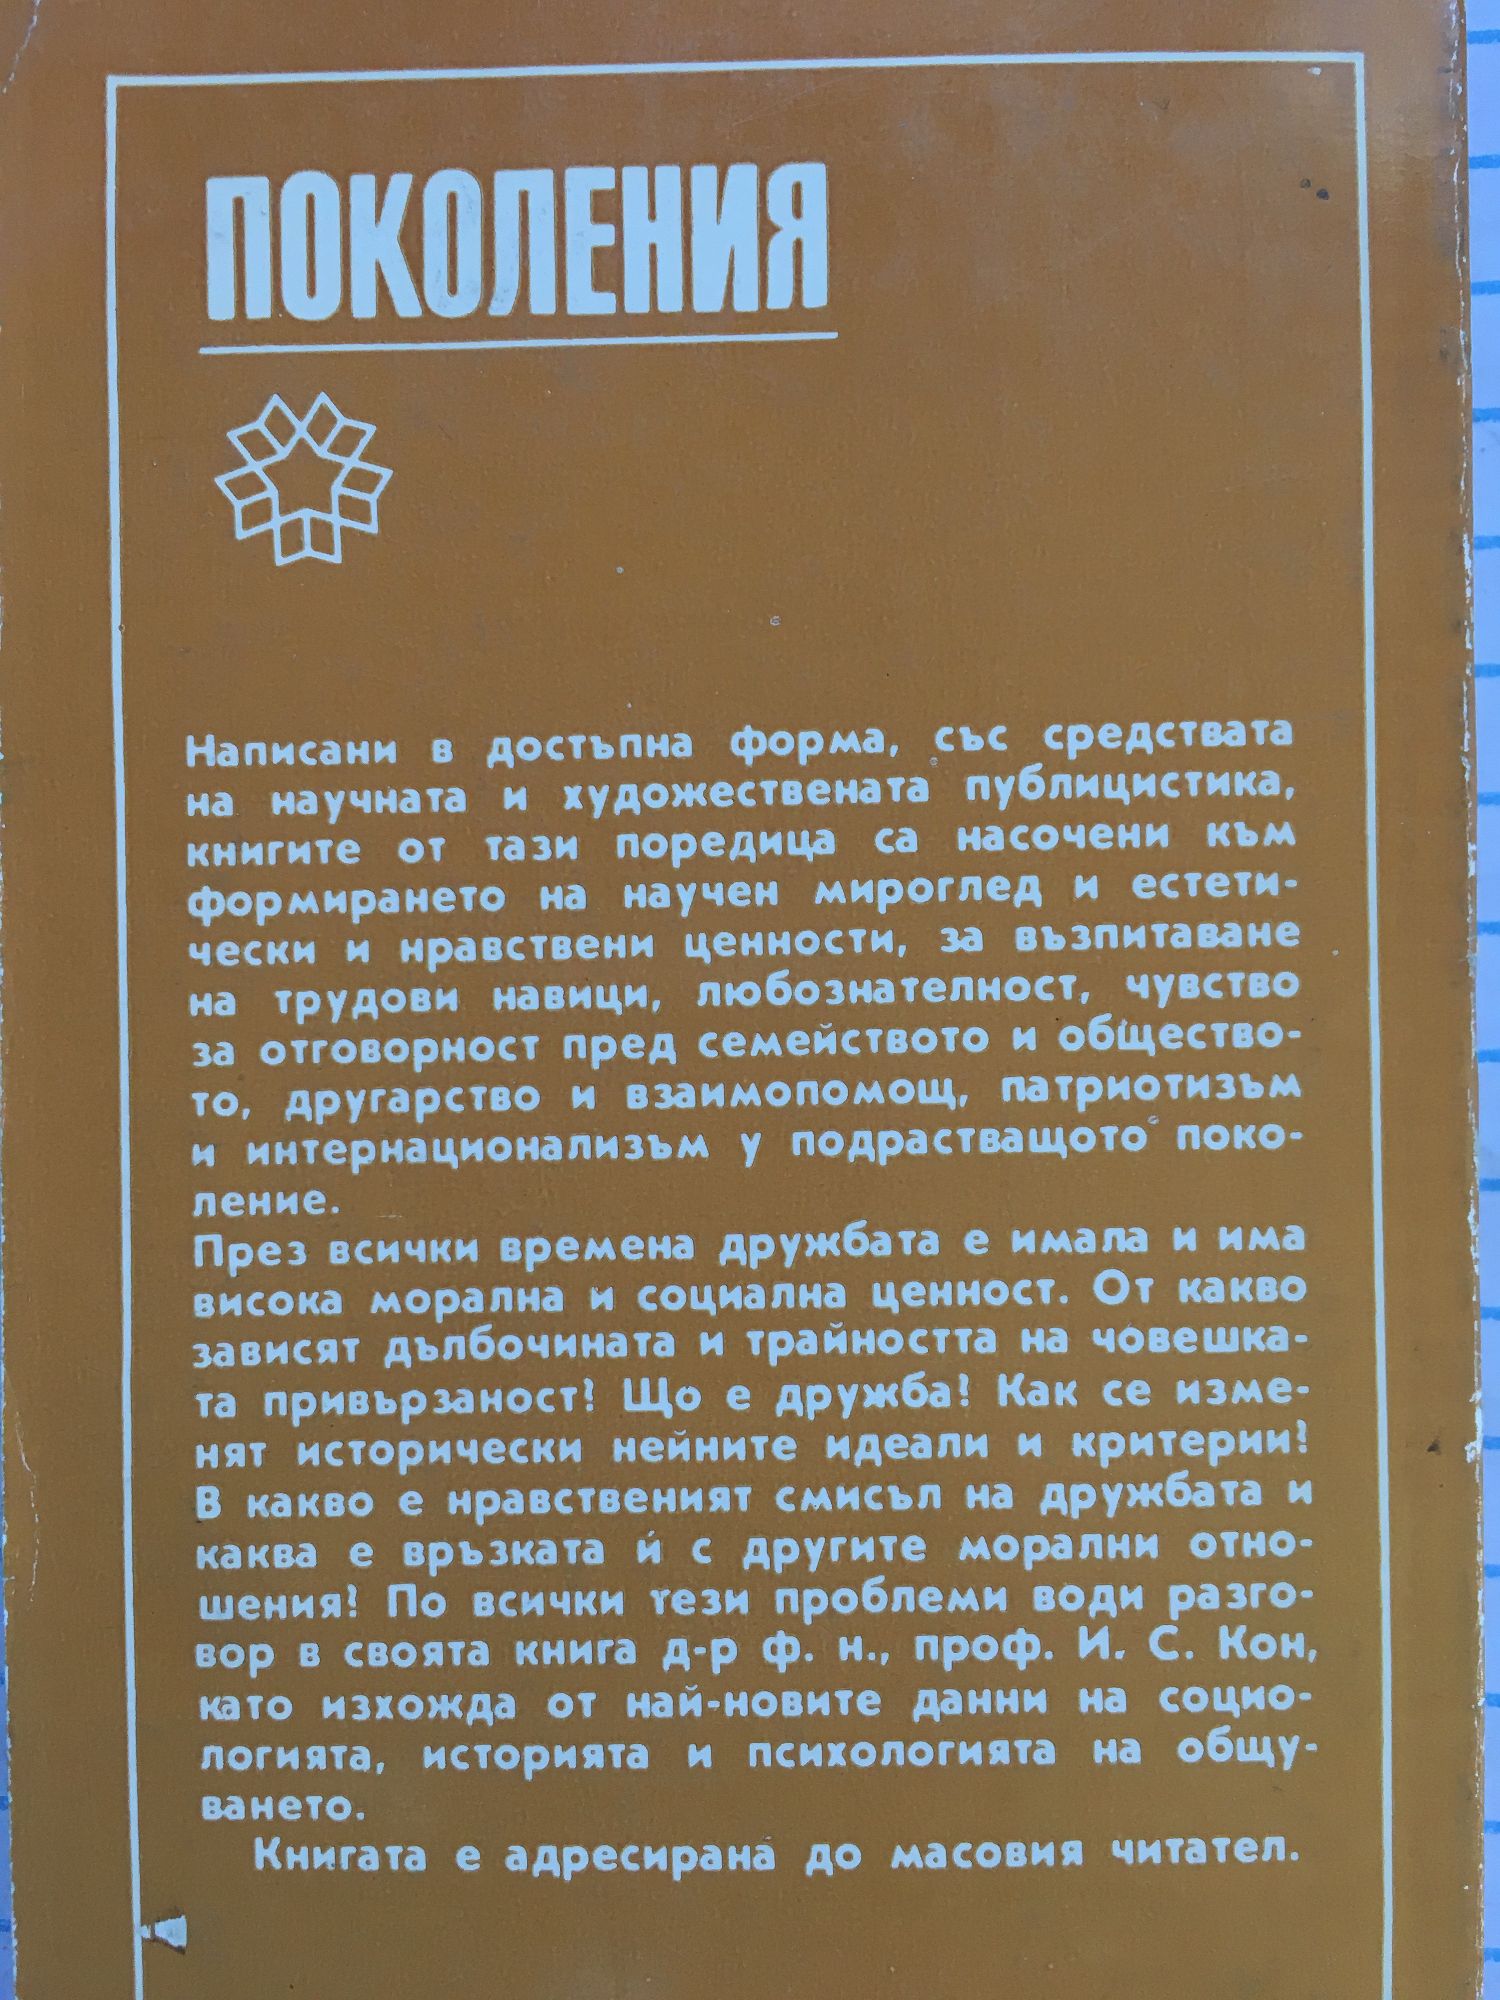 ПОКОЛЕНИЯ
Написани в достъпна форма, със средствата
на научната и художествената публицистика,
книгите от тази поредица са насочени към
формирането на научен мироглед и естети-
чески и нравствени ценности, за възпитаване
на трудови навици, любознателност, чувство
за отговорност пред семейството и общество-
то, другарство и взаимопомощ, патриотизъм
и интернационализъм у подрастващото поко-
ление.
През всички времена дружбата е имала и има
висока морална и социална ценност. От какво
зависят дълбочината и трайността на човешка-
та привързаност! Що е дружба! Как се изме-
нят исторически нейните идеали и критерии!
В какво е нравственият смисъл на дружбата и
каква е връзката ѝ с другите морални отно-
шения! По всички тези проблеми води разго-
вор в своята книга д-р ф. н., проф. И. С. Кон,
като изхожда от най-новите данни на социо-
логията, историята и психологията на общу-
ването.
Книгата е адресирана до масовия читател.